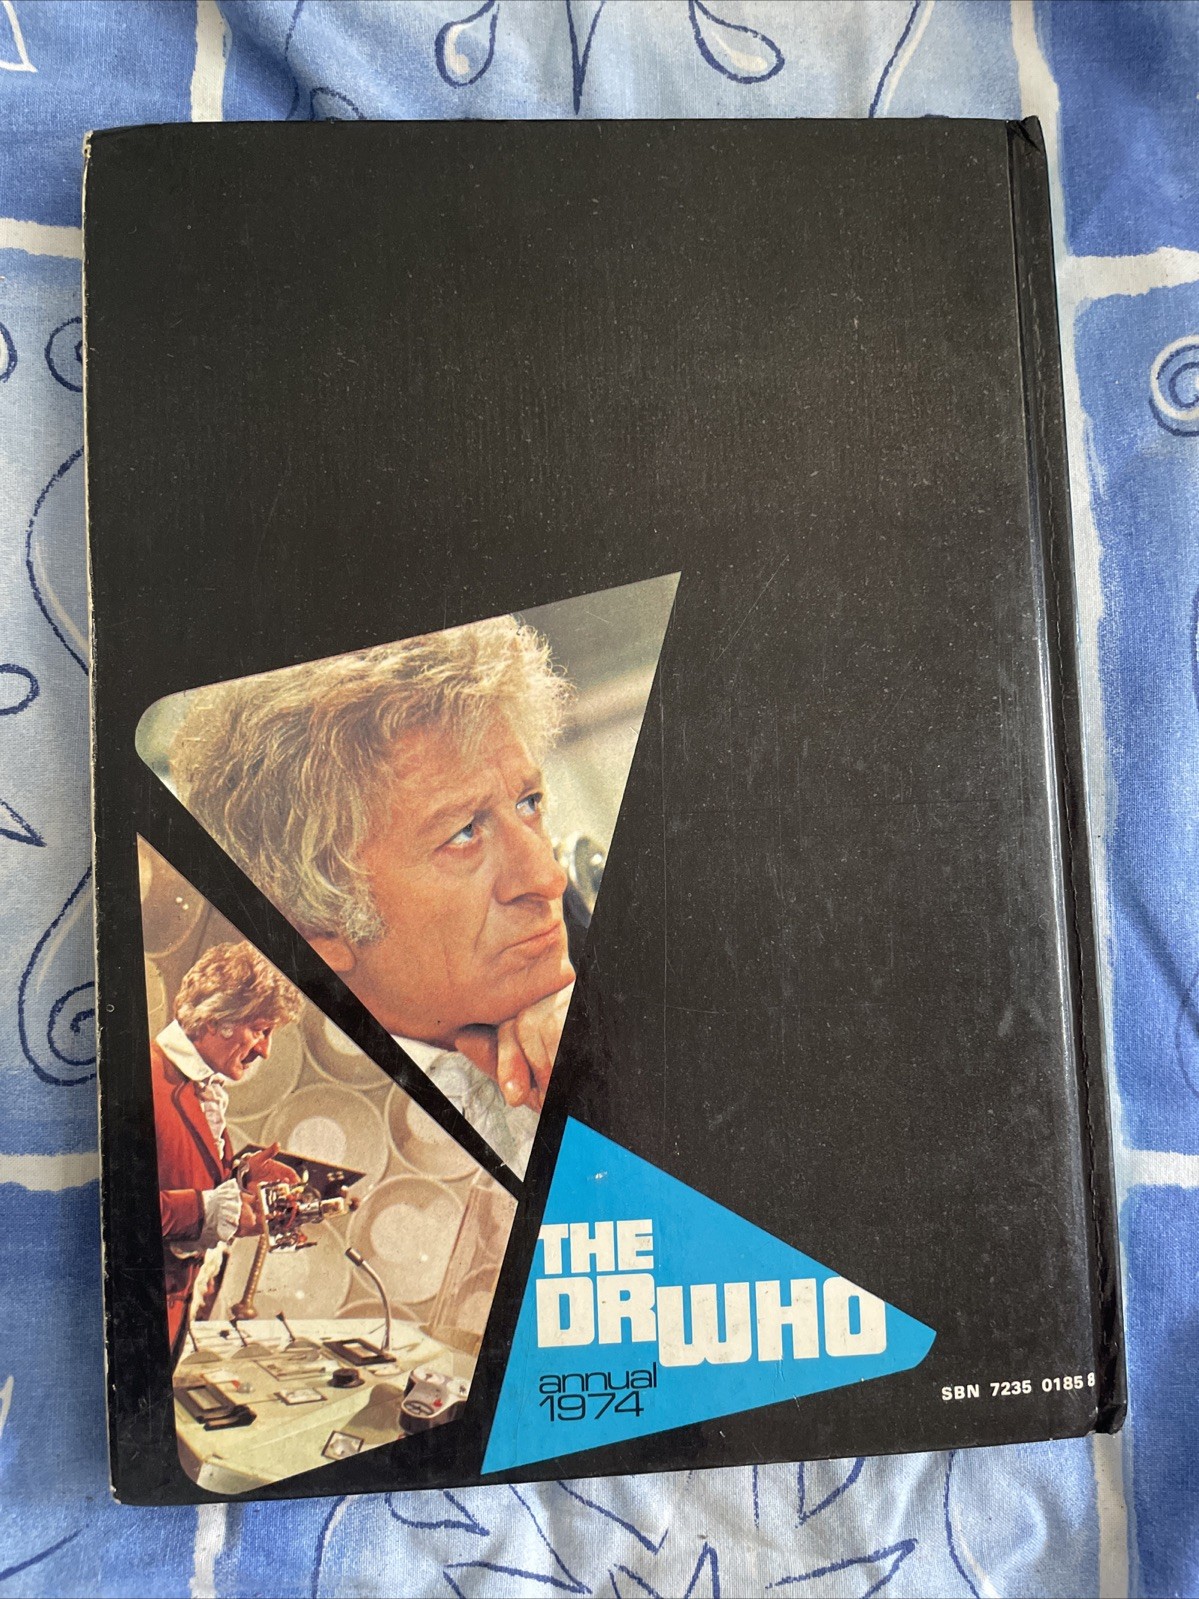 THE
DRWHO
annual
1974
SBN 7235 0185 8